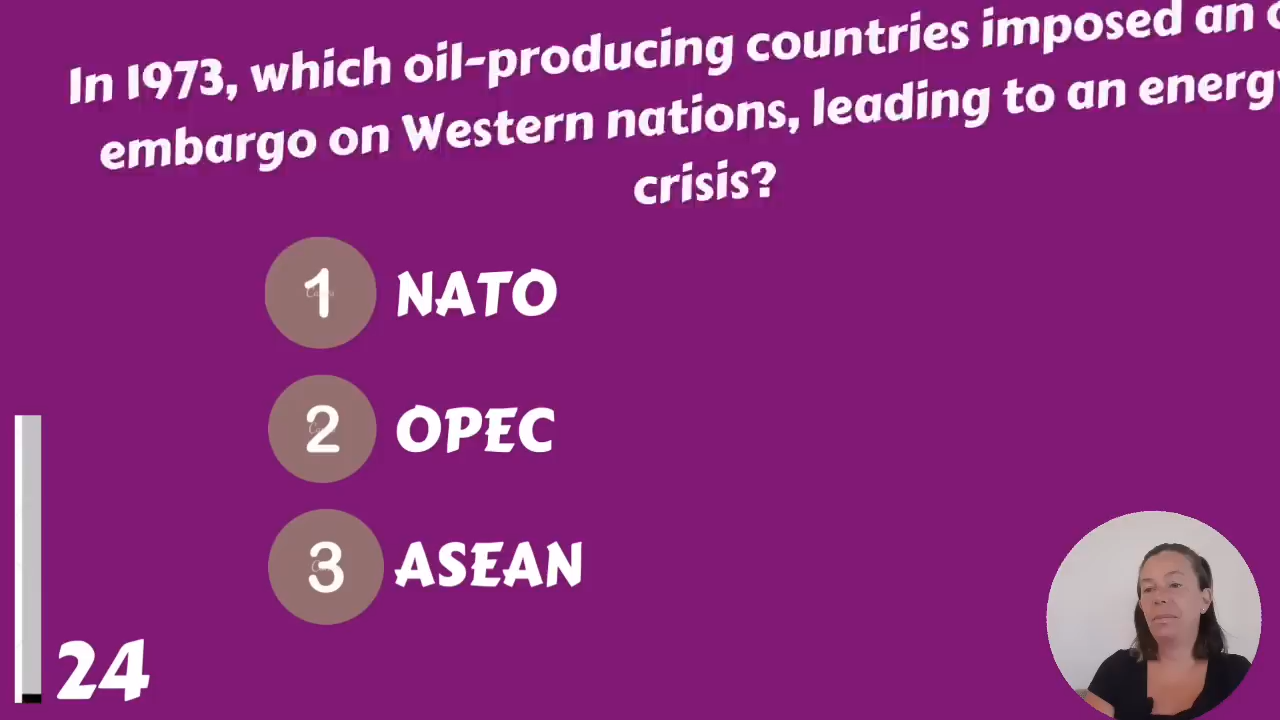 In 1973, which oil-producing countries imposed an
embargo on Western nations, leading to an energy
crisis?
1 NATO
2 OPEC
3 ASEAN
24